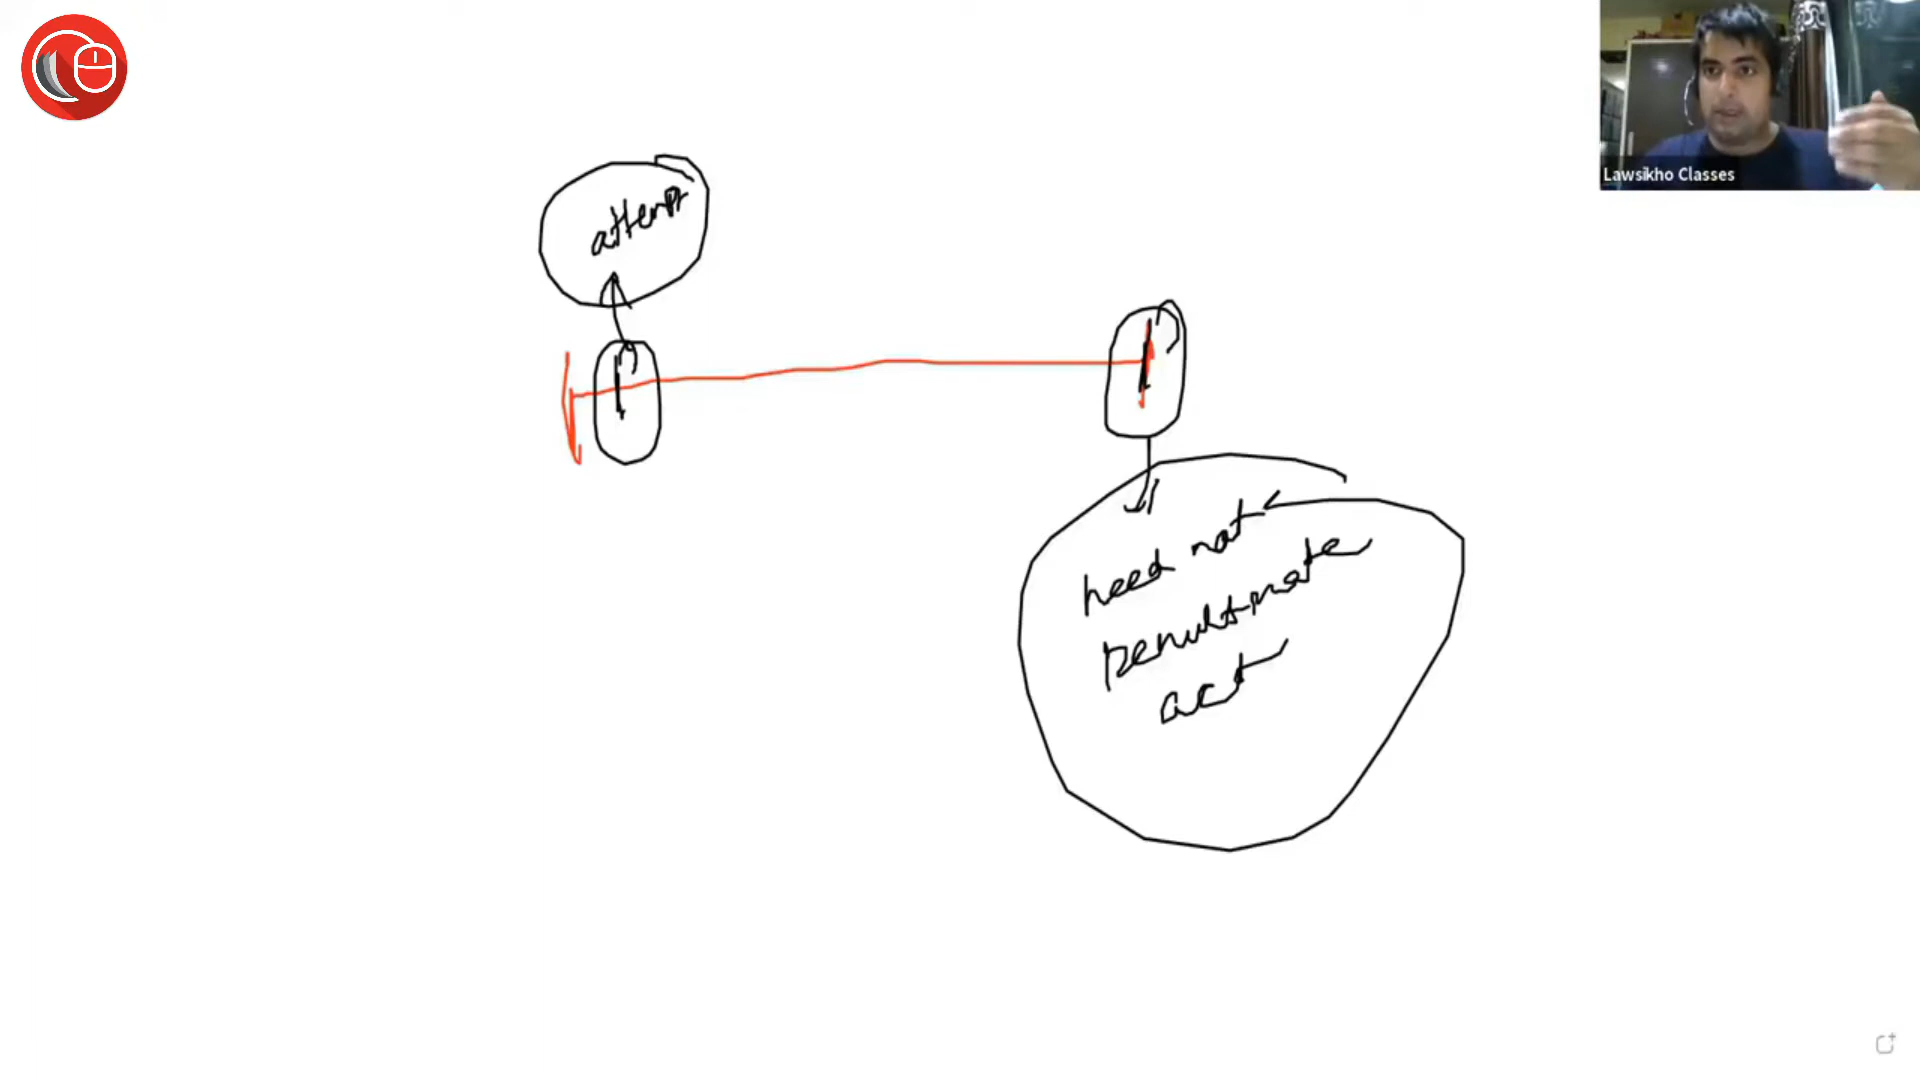 Lawsikho Classes
attempt
need not
penultimate
act